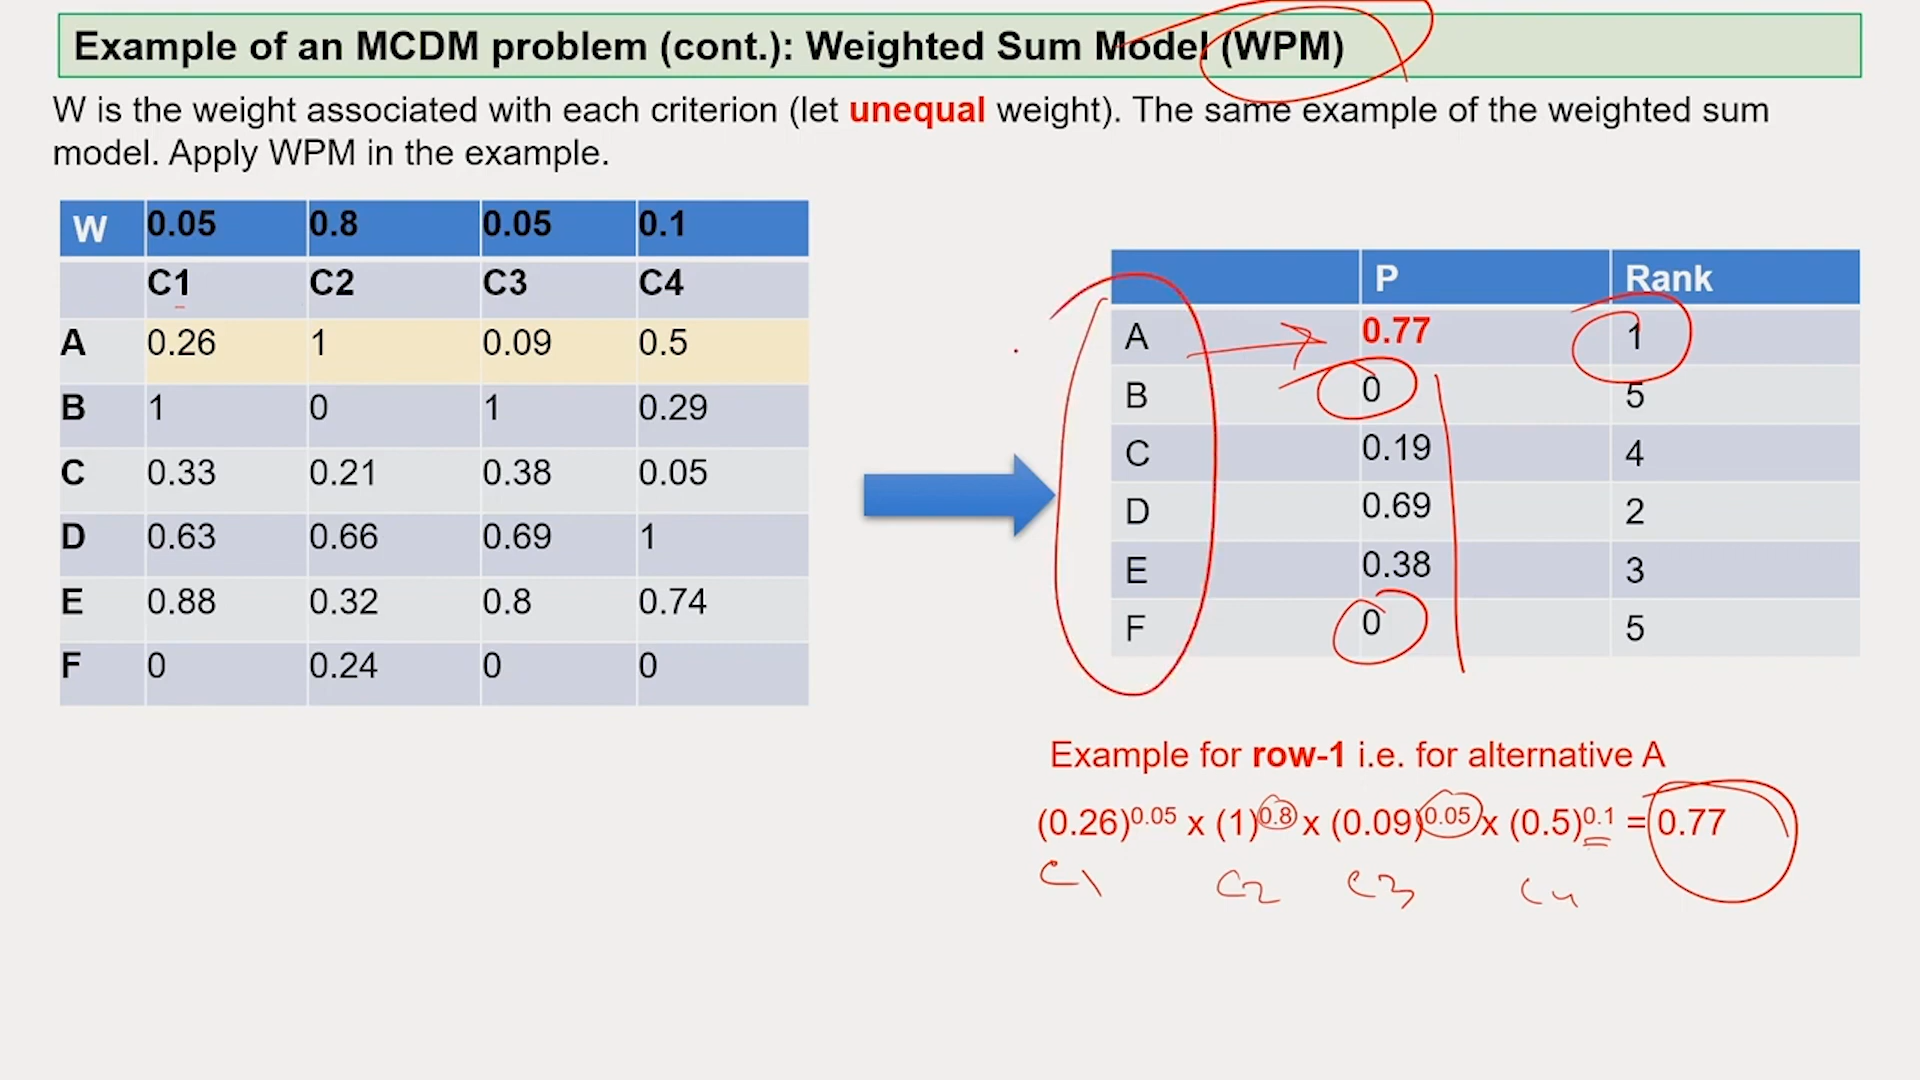 Example of an MCDM problem (cont.): Weighted Sum Model (WPM)
W is the weight associated with each criterion (let unequal weight). The same example of the weighted sum
model. Apply WPM in the example.
W 0.05 0.8 0.05 0.1
C1 C2 C3 C4
A 0.26 1 0.09 0.5
B 1 0 1 0.29
C 0.33 0.21 0.38 0.05
D 0.63 0.66 0.69 1
E 0.88 0.32 0.8 0.74
F 0 0.24 0 0
P Rank
A 0.77 1
B 0 5
C 0.19 4
D 0.69 2
E 0.38 3
F 0 5
Example for row-1 i.e. for alternative A
(0.26)^0.05 x (1)^0.8 x (0.09)^0.05 x (0.5)^0.1 = 0.77
C1 C2 C3 C4